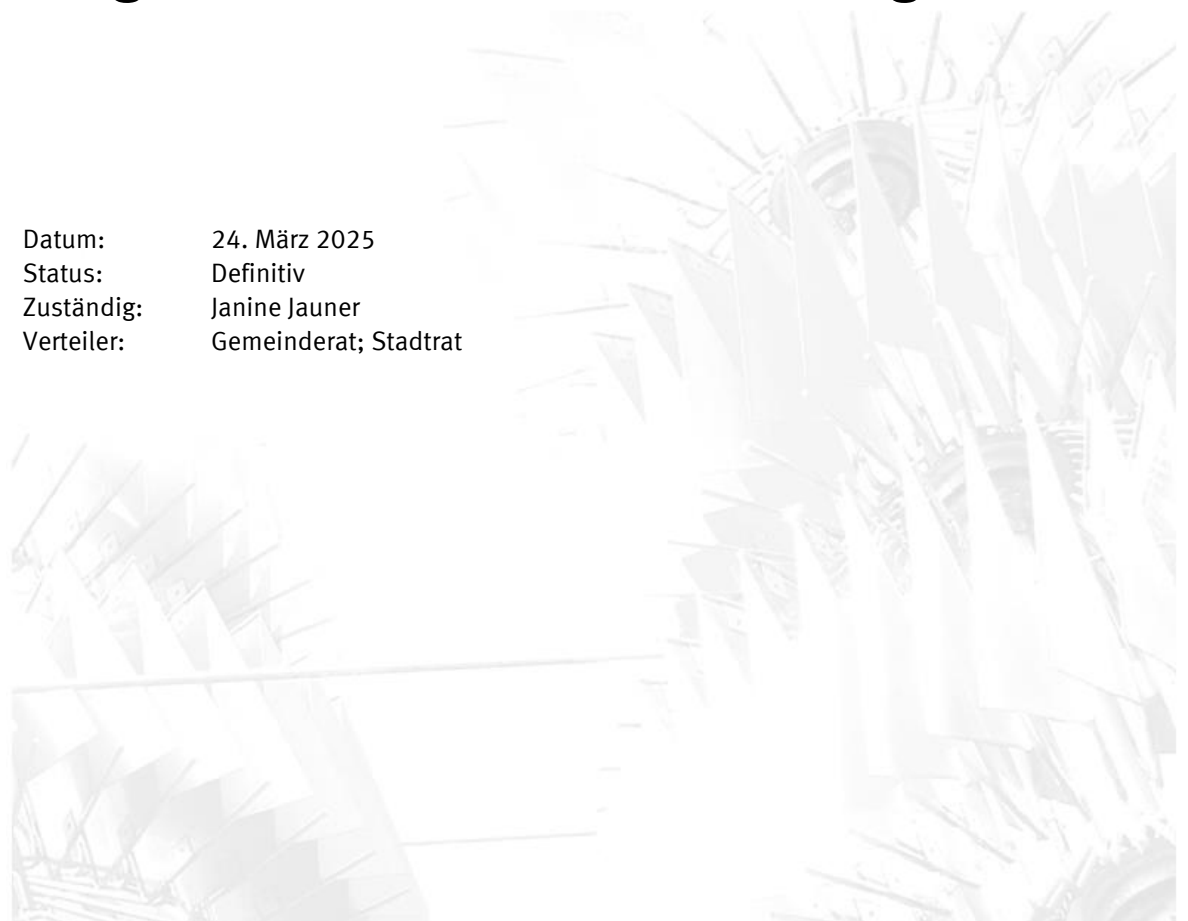 Datum: 24. März 2025
Status: Definitiv
Zuständig: Janine Jauner
Verteiler: Gemeinderat; Stadtrat